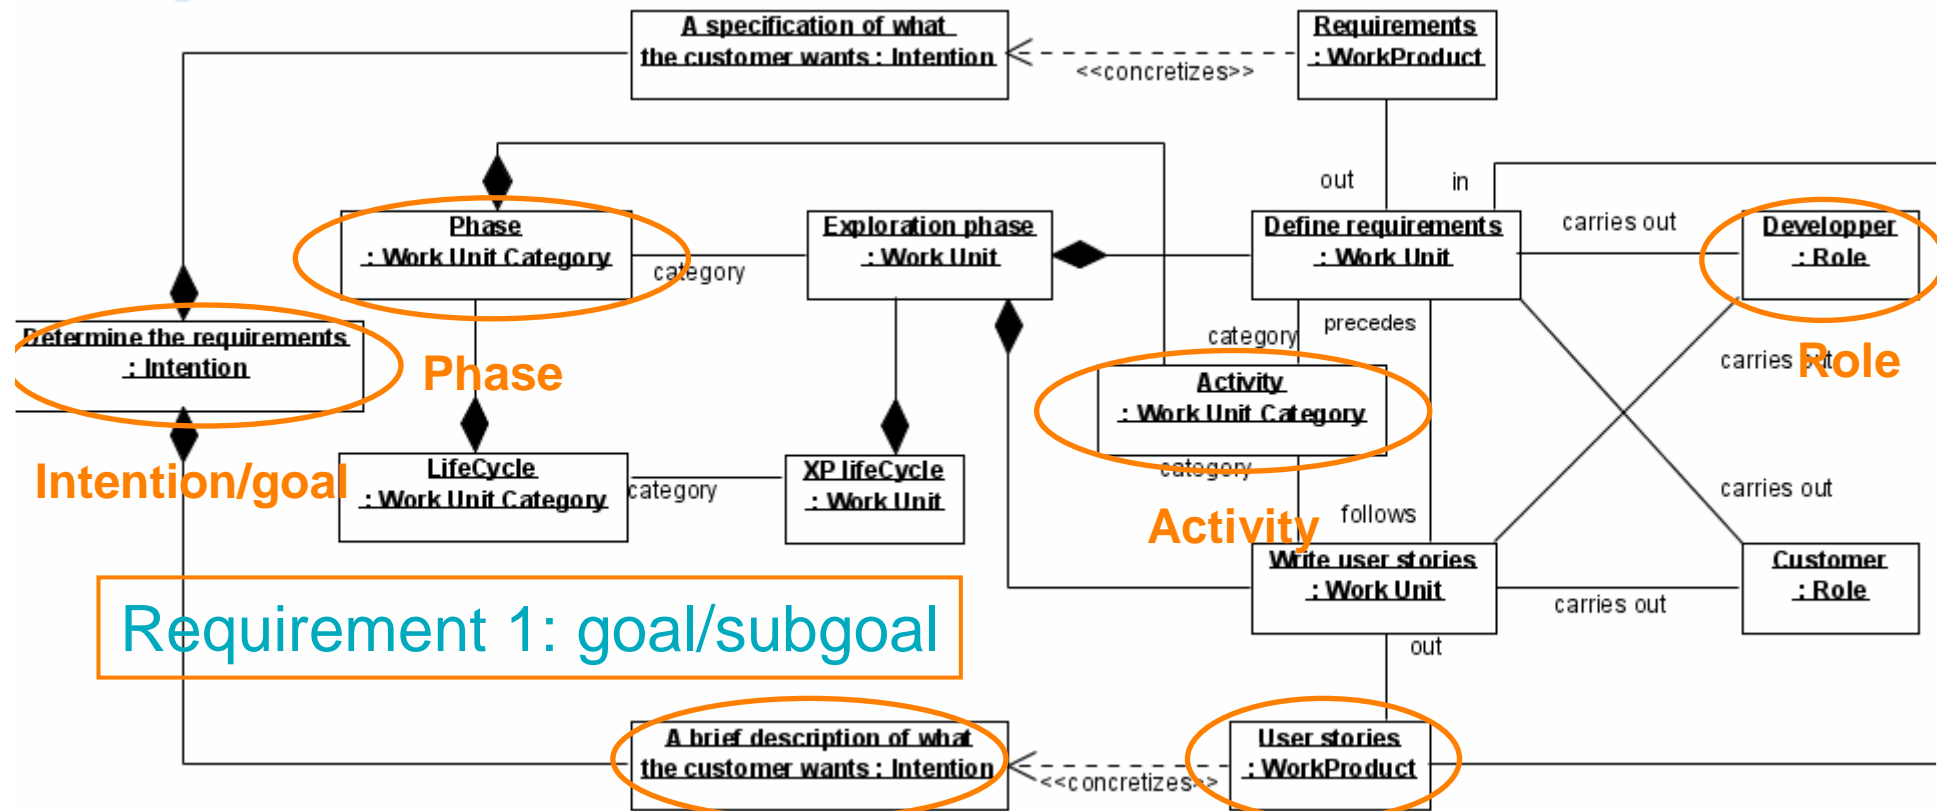 A specification of what
the customer wants : Intention
<<concretizes>>
Requirements
: WorkProduct
out
in
Phase
: Work Unit Category
category
Exploration phase
: Work Unit
Define requirements
: Work Unit
carries out
Developper
: Role
Determine the requirements
: Intention
Phase
category
precedes
carries out
Role
Activity
: Work Unit Category
Intention/goal
LifeCycle
: Work Unit Category
category
XP lifeCycle
: Work Unit
category
carries out
Activity
follows
Write user stories
: Work Unit
carries out
Customer
: Role
Requirement 1: goal/subgoal
out
A brief description of what
the customer wants : Intention
<<concretizes>>
User stories
: WorkProduct